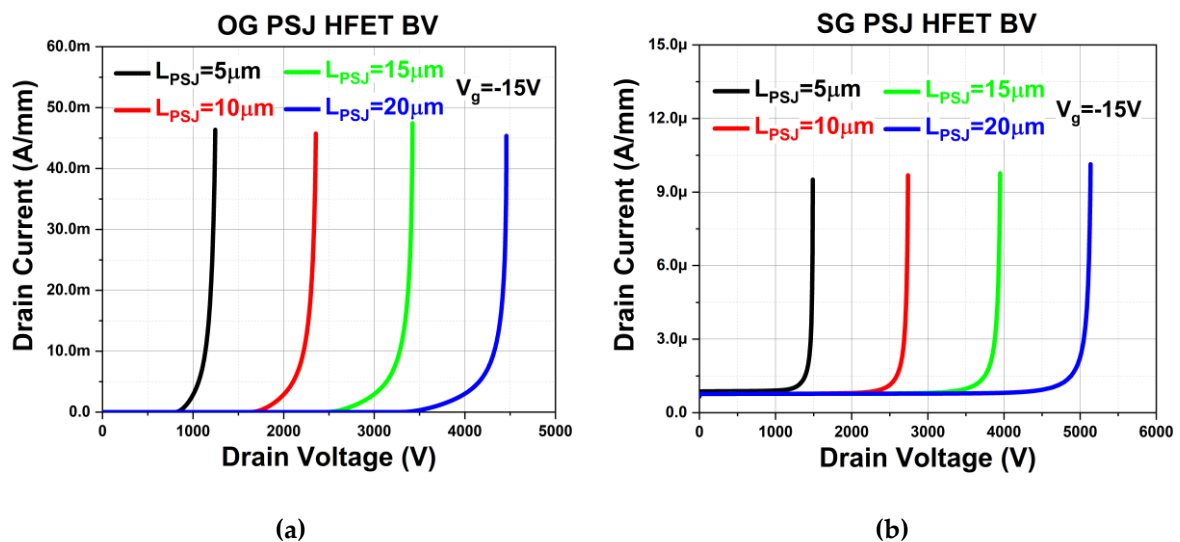 OG PSJ HFET BV
60.0m
50.0m
40.0m
30.0m
20.0m
10.0m
0.0
Drain Current (A/mm)
L_PSJ=5μm
L_PSJ=15μm
L_PSJ=10μm
L_PSJ=20μm
V_g=-15V
0 1000 2000 3000 4000 5000
Drain Voltage (V)
(a)
SG PSJ HFET BV
15.0μ
12.0μ
9.0μ
6.0μ
3.0μ
0.0
Drain Current (A/mm)
L_PSJ=5μm
L_PSJ=15μm
L_PSJ=10μm
L_PSJ=20μm
V_g=-15V
0 1000 2000 3000 4000 5000 6000
Drain Voltage (V)
(b)